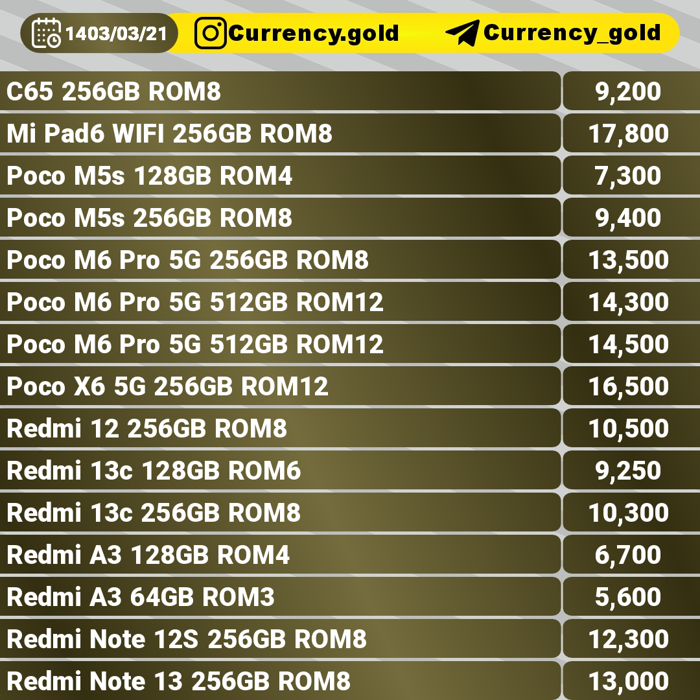 1403/03/21 Currency.gold Currency_gold
C65 256GB ROM8 9,200
Mi Pad6 WIFI 256GB ROM8 17,800
Poco M5s 128GB ROM4 7,300
Poco M5s 256GB ROM8 9,400
Poco M6 Pro 5G 256GB ROM8 13,500
Poco M6 Pro 5G 512GB ROM12 14,300
Poco M6 Pro 5G 512GB ROM12 14,500
Poco X6 5G 256GB ROM12 16,500
Redmi 12 256GB ROM8 10,500
Redmi 13c 128GB ROM6 9,250
Redmi 13c 256GB ROM8 10,300
Redmi A3 128GB ROM4 6,700
Redmi A3 64GB ROM3 5,600
Redmi Note 12S 256GB ROM8 12,300
Redmi Note 13 256GB ROM8 13,000